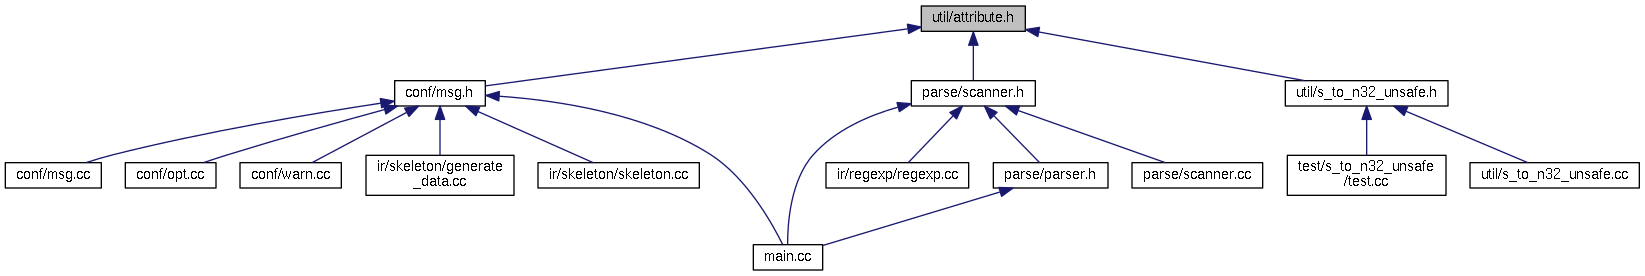 util/attribute.h
conf/msg.h
parse/scanner.h
util/s_to_n32_unsafe.h
conf/msg.cc
conf/opt.cc
conf/warn.cc
ir/skeleton/generate
_data.cc
ir/skeleton/skeleton.cc
ir/regexp/regexp.cc
parse/parser.h
parse/scanner.cc
test/s_to_n32_unsafe
/test.cc
util/s_to_n32_unsafe.cc
main.cc